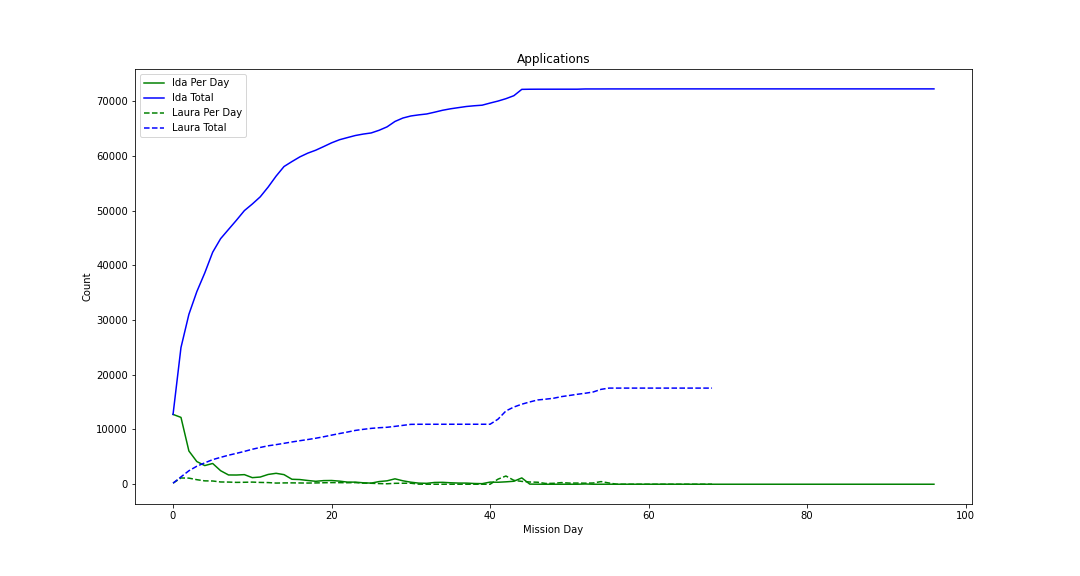 Applications
Ida Per Day
Ida Total
Laura Per Day
Laura Total
70000
60000
50000
40000
30000
20000
10000
0
Count
0 20 40 60 80 100
Mission Day